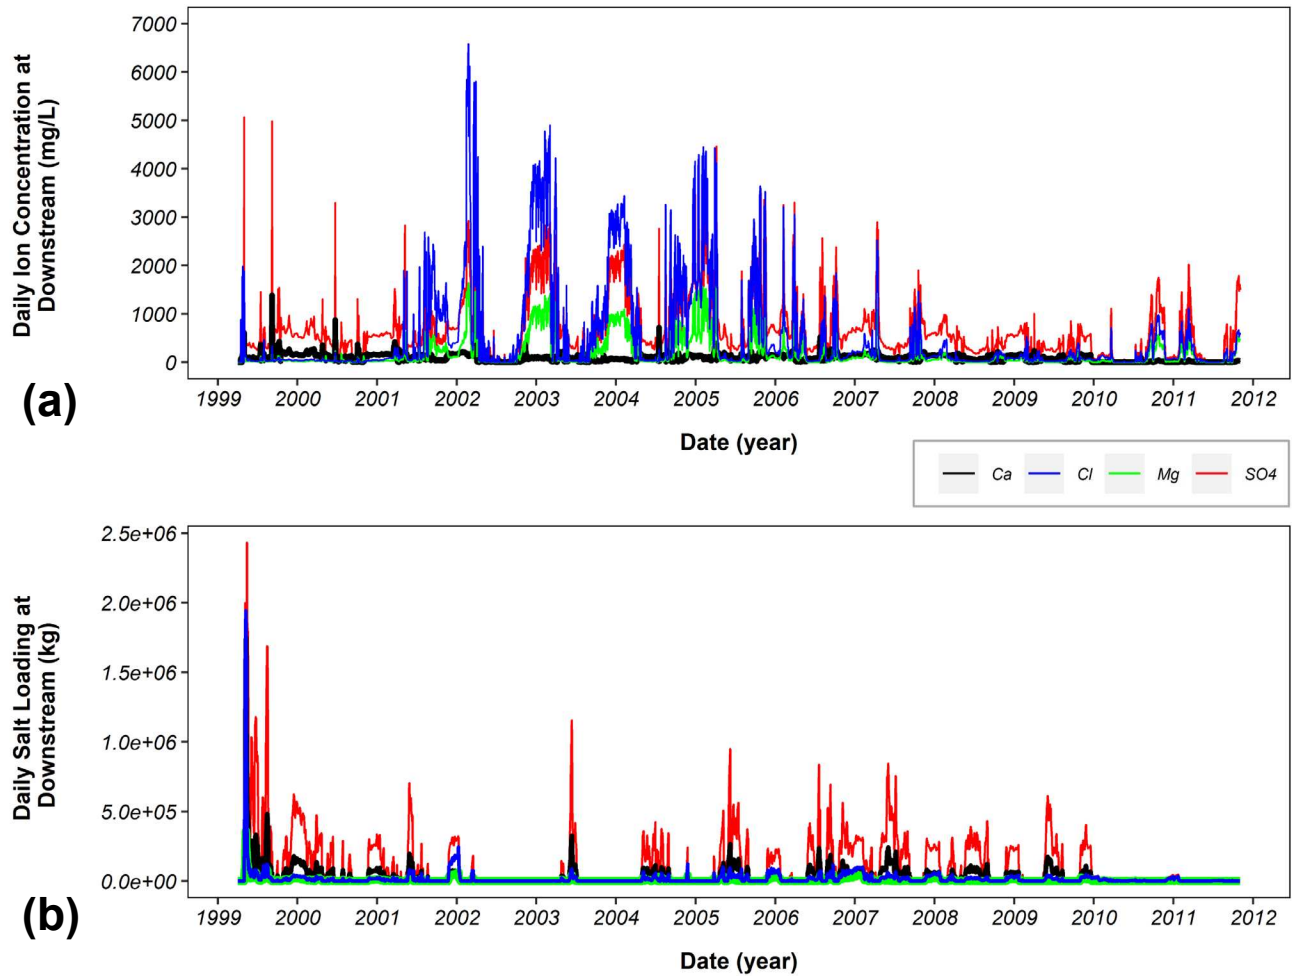 7000
6000
5000
4000
3000
2000
1000
0
Daily Ion Concentration at
Downstream (mg/L)
(a)
1999 2000 2001 2002 2003 2004 2005 2006 2007 2008 2009 2010 2011 2012
Date (year)
Ca Cl Mg SO4
2.5e+06
2.0e+06
1.5e+06
1.0e+06
5.0e+05
0.0e+00
Daily Salt Loading at
Downstream (kg)
(b)
1999 2000 2001 2002 2003 2004 2005 2006 2007 2008 2009 2010 2011 2012
Date (year)